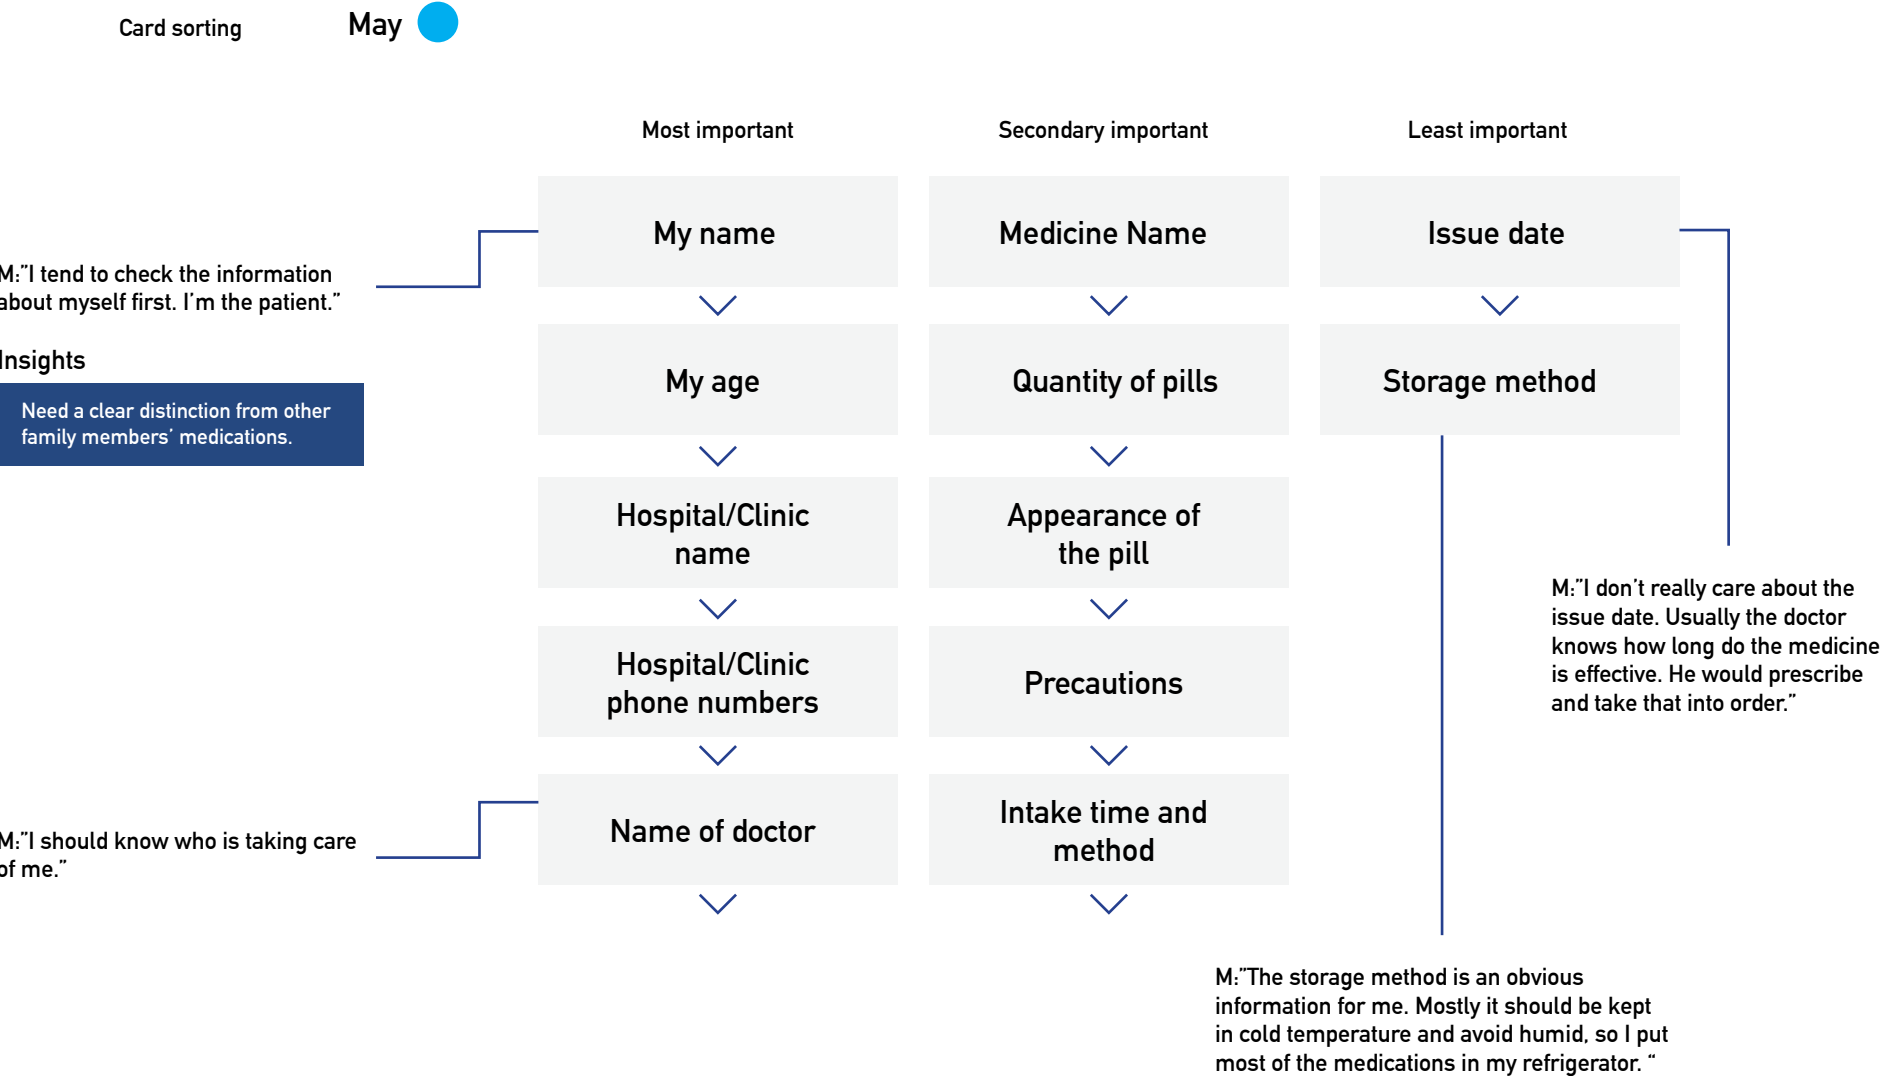 Card sorting
May
Most important
Secondary important
Least important
My name
Medicine Name
Issue date
M:”I tend to check the information
about myself first. I’m the patient.”
Insights
Need a clear distinction from other
family members’ medications.
My age
Quantity of pills
Storage method
Hospital/Clinic
name
Appearance of
the pill
Hospital/Clinic
phone numbers
Precautions
M:”I don’t really care about the
issue date. Usually the doctor
knows how long do the medicine
is effective. He would prescribe
and take that into order.”
Name of doctor
Intake time and
method
M:”I should know who is taking care
of me.”
M:”The storage method is an obvious
information for me. Mostly it should be kept
in cold temperature and avoid humid, so I put
most of the medications in my refrigerator. “